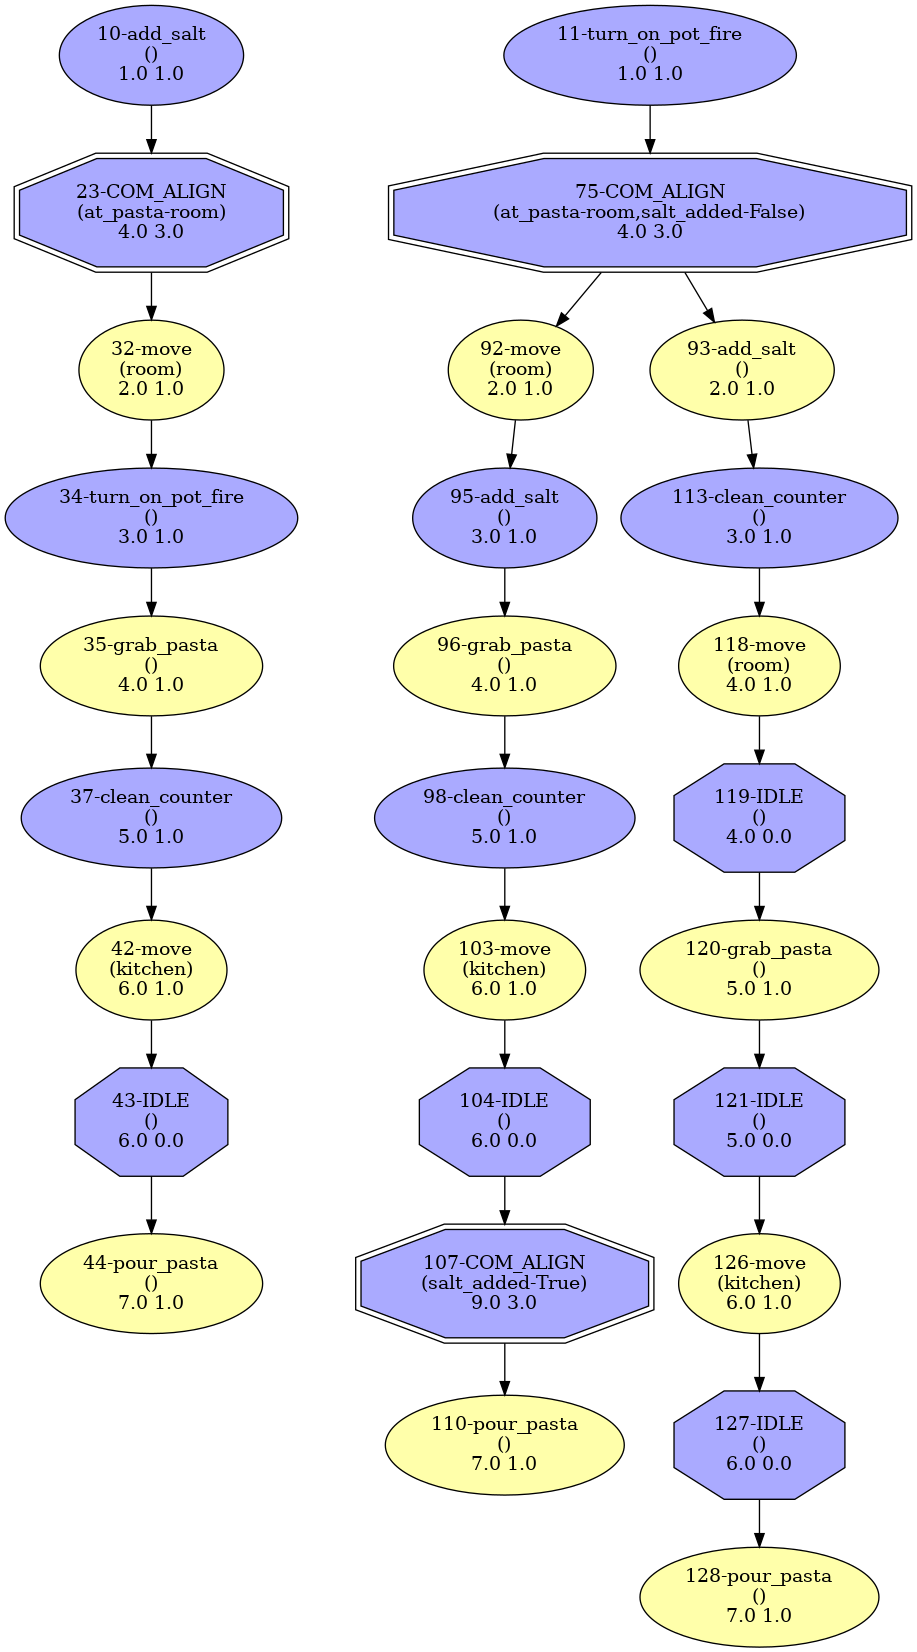 10-add_salt
()
1.0 1.0
11-turn_on_pot_fire
()
1.0 1.0
23-COM_ALIGN
(at_pasta-room)
4.0 3.0
75-COM_ALIGN
(at_pasta-room,salt_added-False)
4.0 3.0
32-move
(room)
2.0 1.0
92-move
(room)
2.0 1.0
93-add_salt
()
2.0 1.0
34-turn_on_pot_fire
()
3.0 1.0
95-add_salt
()
3.0 1.0
113-clean_counter
()
3.0 1.0
35-grab_pasta
()
4.0 1.0
96-grab_pasta
()
4.0 1.0
118-move
(room)
4.0 1.0
37-clean_counter
()
5.0 1.0
98-clean_counter
()
5.0 1.0
119-IDLE
()
4.0 0.0
42-move
(kitchen)
6.0 1.0
103-move
(kitchen)
6.0 1.0
120-grab_pasta
()
5.0 1.0
43-IDLE
()
6.0 0.0
104-IDLE
()
6.0 0.0
121-IDLE
()
5.0 0.0
44-pour_pasta
()
7.0 1.0
107-COM_ALIGN
(salt_added-True)
9.0 3.0
126-move
(kitchen)
6.0 1.0
110-pour_pasta
()
7.0 1.0
127-IDLE
()
6.0 0.0
128-pour_pasta
()
7.0 1.0